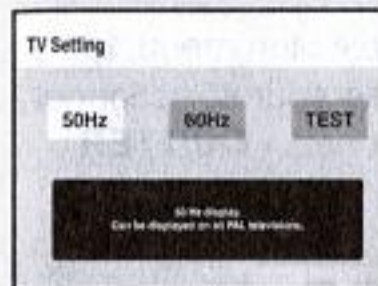 TV Setting
50Hz 60Hz TEST
50 Hz display.
Can be displayed on all PAL televisions.